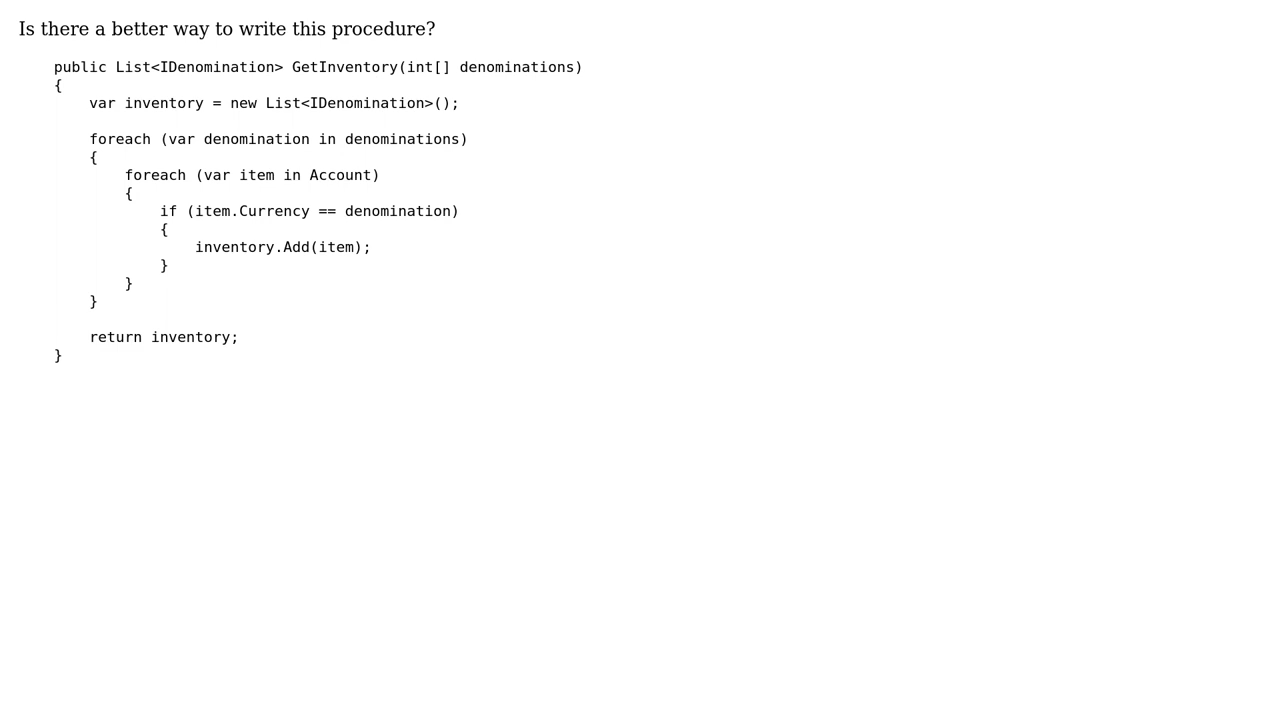 Is there a better way to write this procedure?
public List<IDenomination> GetInventory(int[] denominations)
{
    var inventory = new List<IDenomination>();

    foreach (var denomination in denominations)
    {
        foreach (var item in Account)
        {
            if (item.Currency == denomination)
            {
                inventory.Add(item);
            }
        }
    }

    return inventory;
}